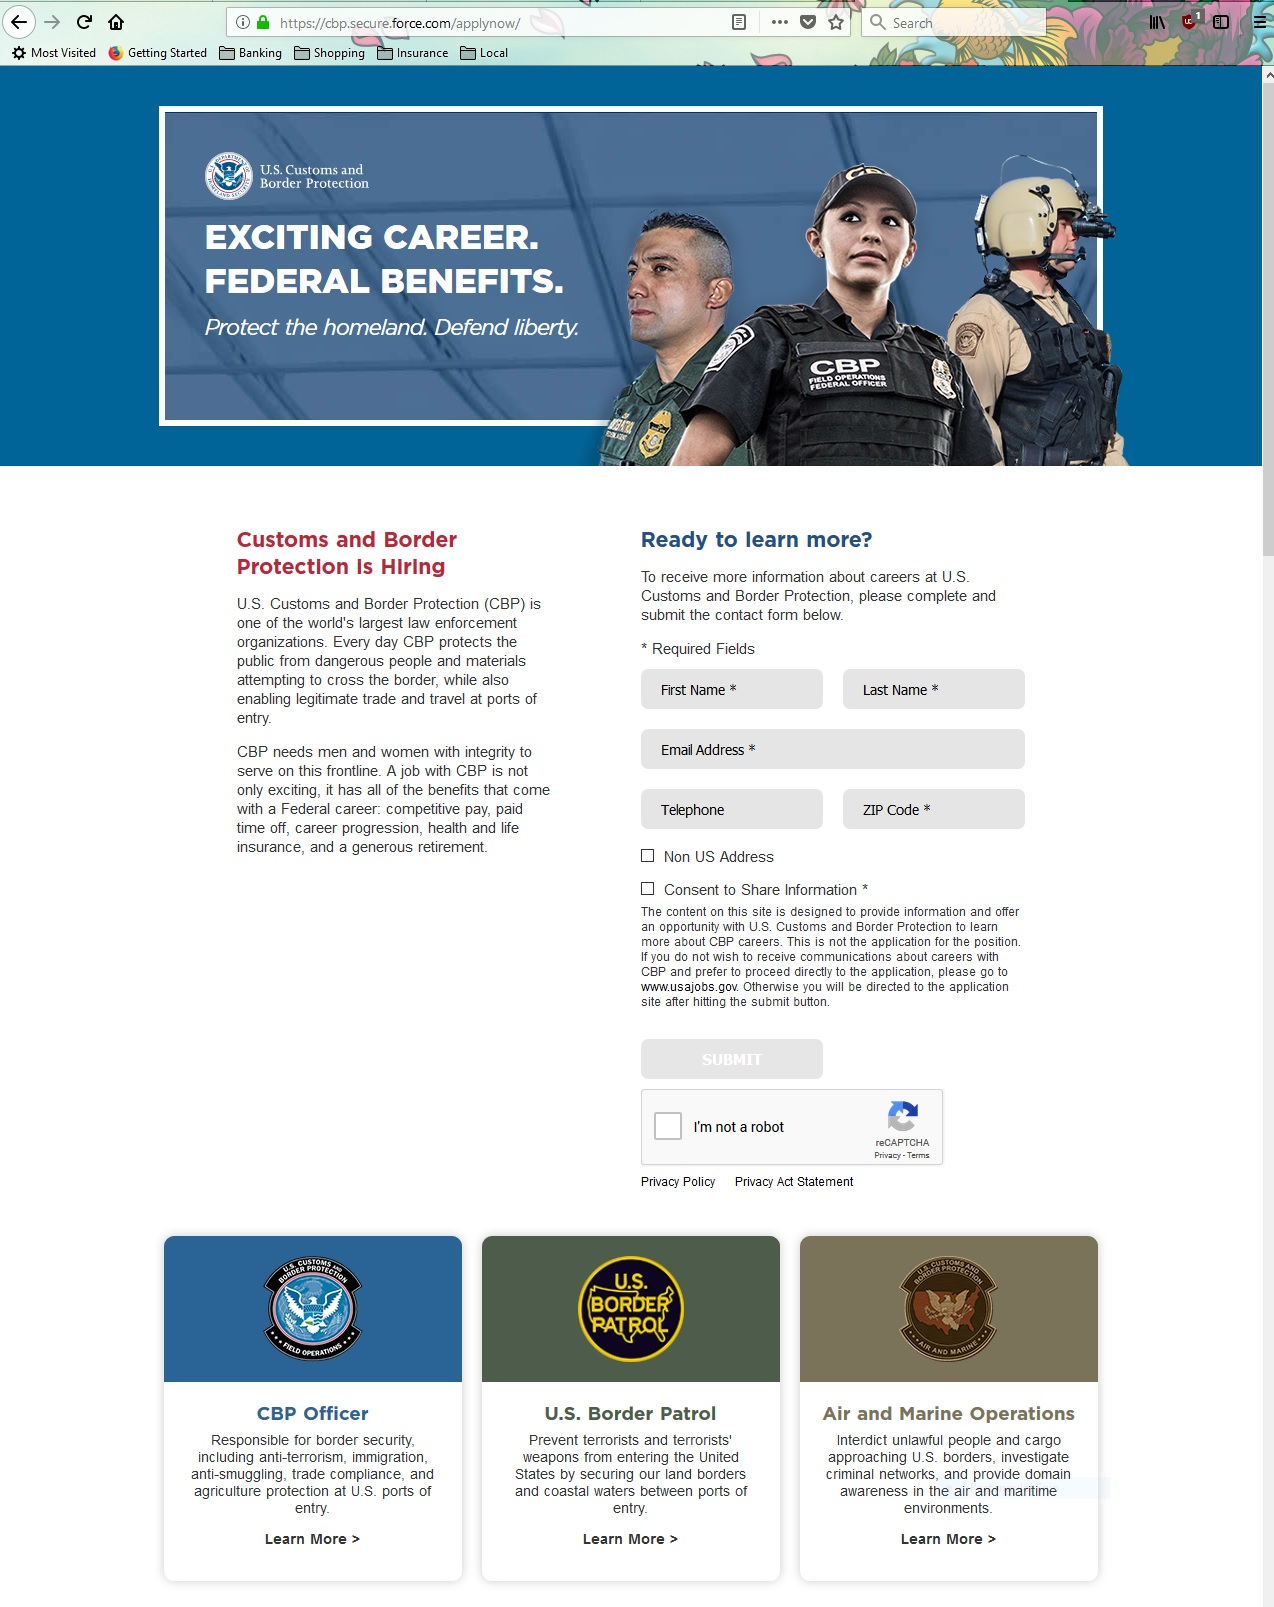 https://cbp.secure.force.com/applynow/
Search
1
Most Visited
Getting Started
Banking
Shopping
Insurance
Local
U.S. Customs and
Border Protection
EXCITING CAREER.
FEDERAL BENEFITS.
Protect the homeland. Defend liberty.
CBP
CBP
FIELD OPERATIONS
FEDERAL OFFICER
Customs and Border
Protection is Hiring
U.S. Customs and Border Protection (CBP) is
one of the world's largest law enforcement
organizations. Every day CBP protects the
public from dangerous people and materials
attempting to cross the border, while also
enabling legitimate trade and travel at ports of
entry.
CBP needs men and women with integrity to
serve on this frontline. A job with CBP is not
only exciting, it has all of the benefits that come
with a Federal career: competitive pay, paid
time off, career progression, health and life
insurance, and a generous retirement.
Ready to learn more?
To receive more information about careers at U.S.
Customs and Border Protection, please complete and
submit the contact form below.
* Required Fields
First Name *
Last Name *
Email Address *
Telephone
ZIP Code *
Non US Address
Consent to Share Information *
The content on this site is designed to provide information and offer
an opportunity with U.S. Customs and Border Protection to learn
more about CBP careers. This is not the application for the position.
If you do not wish to receive communications about careers with
CBP and prefer to proceed directly to the application, please go to
www.usajobs.gov. Otherwise you will be directed to the application
site after hitting the submit button.
SUBMIT
I'm not a robot
reCAPTCHA
Privacy - Terms
Privacy Policy
Privacy Act Statement
U.S. CUSTOMS AND
BORDER PROTECTION
FIELD OPERATIONS
CBP Officer
Responsible for border security,
including anti-terrorism, immigration,
anti-smuggling, trade compliance, and
agriculture protection at U.S. ports of
entry.
Learn More >
U.S.
BORDER
PATROL
U.S. Border Patrol
Prevent terrorists and terrorists'
weapons from entering the United
States by securing our land borders
and coastal waters between ports of
entry.
Learn More >
U.S. CUSTOMS AND
BORDER PROTECTION
AIR AND MARINE
Air and Marine Operations
Interdict unlawful people and cargo
approaching U.S. borders, investigate
criminal networks, and provide domain
awareness in the air and maritime
environments.
Learn More >